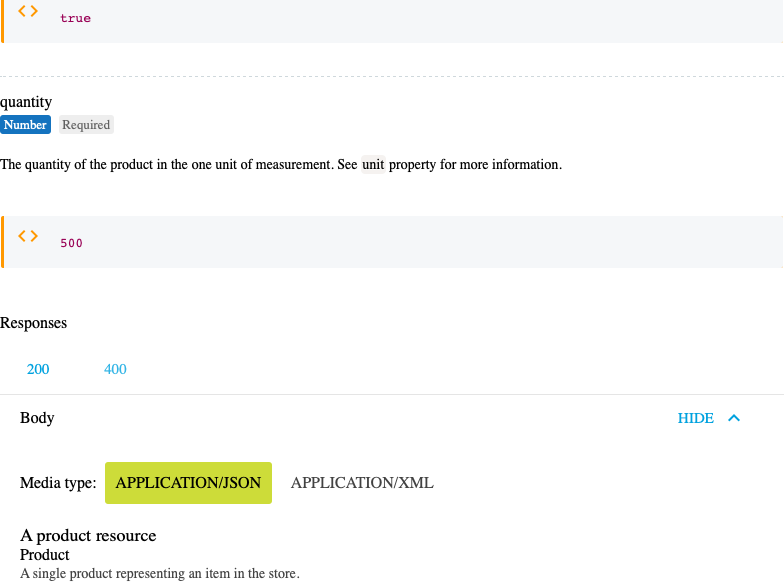 true
quantity
Number Required
The quantity of the product in the one unit of measurement. See unit property for more information.
500
Responses
200 400
Body HIDE
Media type: APPLICATION/JSON APPLICATION/XML
A product resource
Product
A single product representing an item in the store.